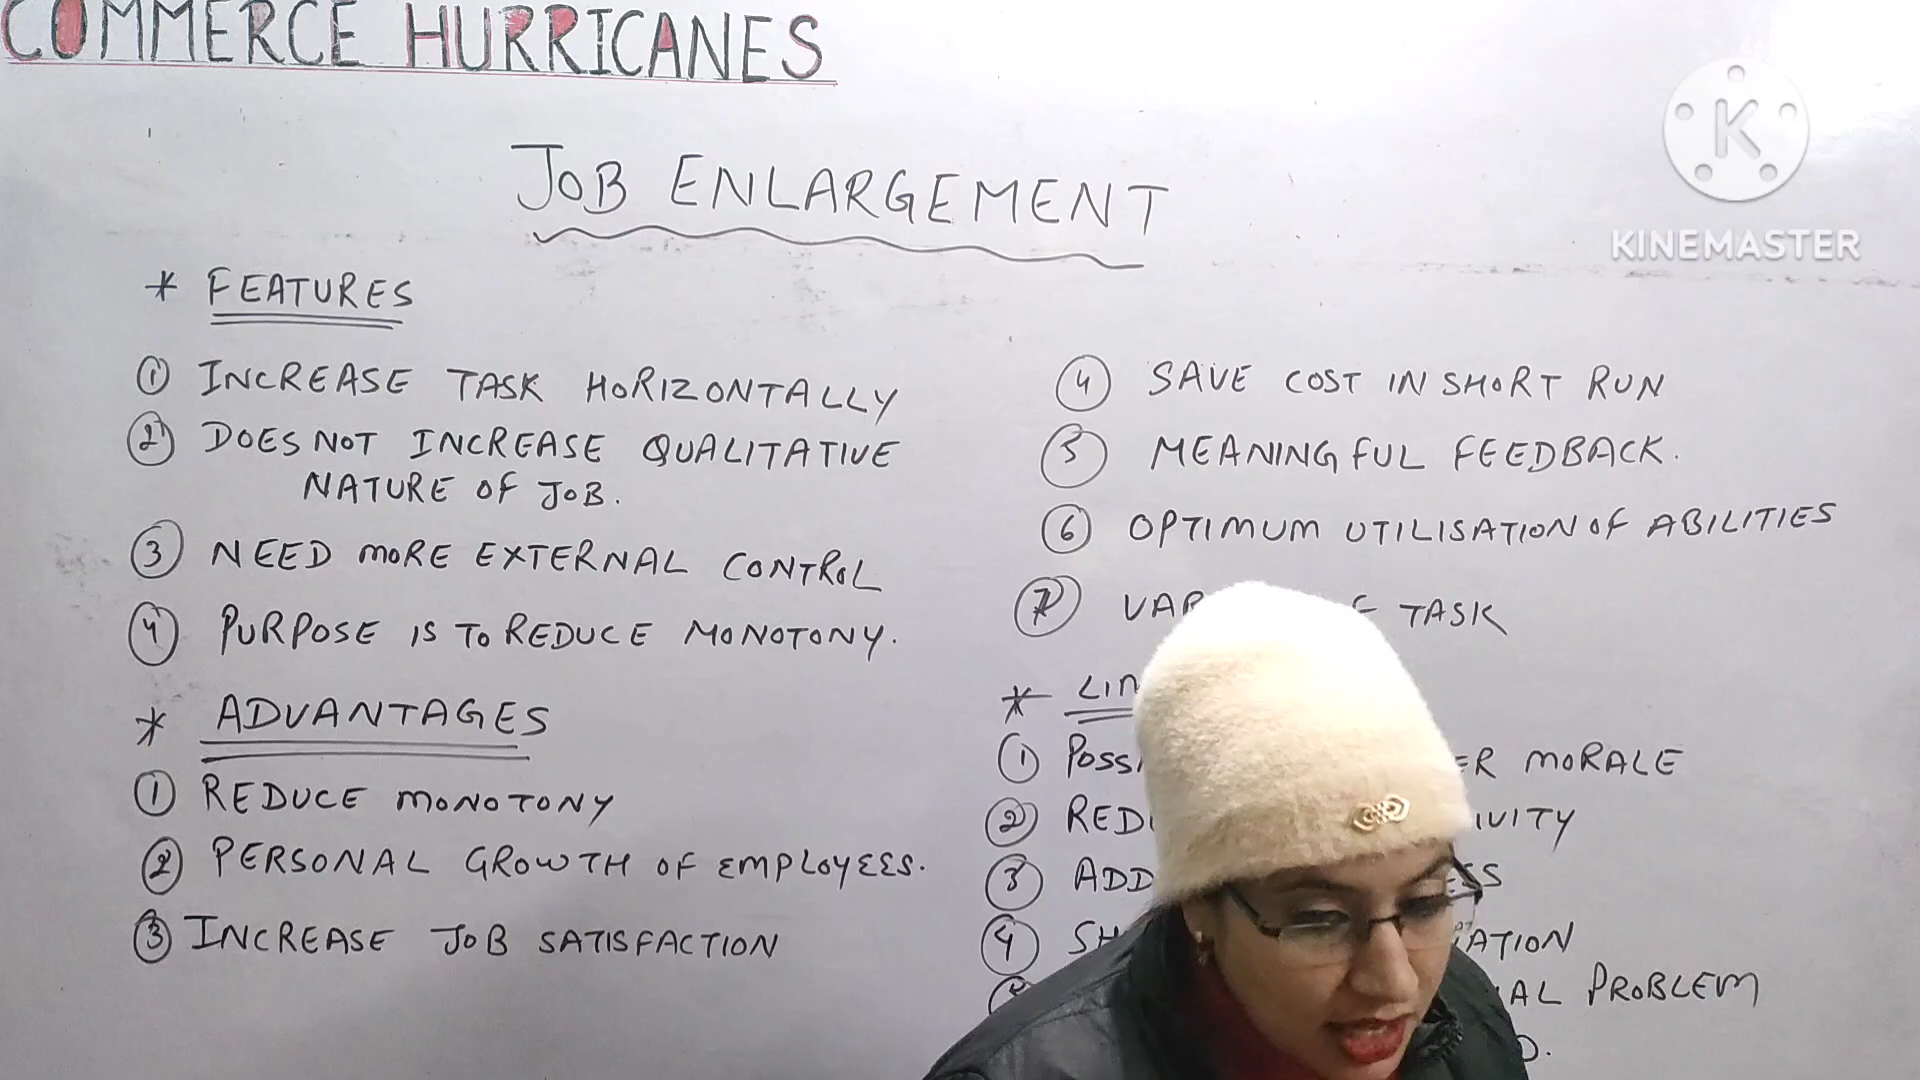 COMMERCE HURRICANES
K
KINEMASTER
JOB ENLARGEMENT
* FEATURES
① INCREASE TASK HORIZONTALLY
② DOES NOT INCREASE QUALITATIVE
NATURE OF JOB.
③ NEED MORE EXTERNAL CONTROL
④ PURPOSE IS TO REDUCE MONOTONY.
* ADVANTAGES
① REDUCE MONOTONY
② PERSONAL GROWTH OF EMPLOYEES.
③ INCREASE JOB SATISFACTION
④ SAVE COST IN SHORT RUN
⑤ MEANINGFUL FEEDBACK.
⑥ OPTIMUM UTILISATION OF ABILITIES
⑦ TASK
*
① MORALE
②
③
④
PROBLEM